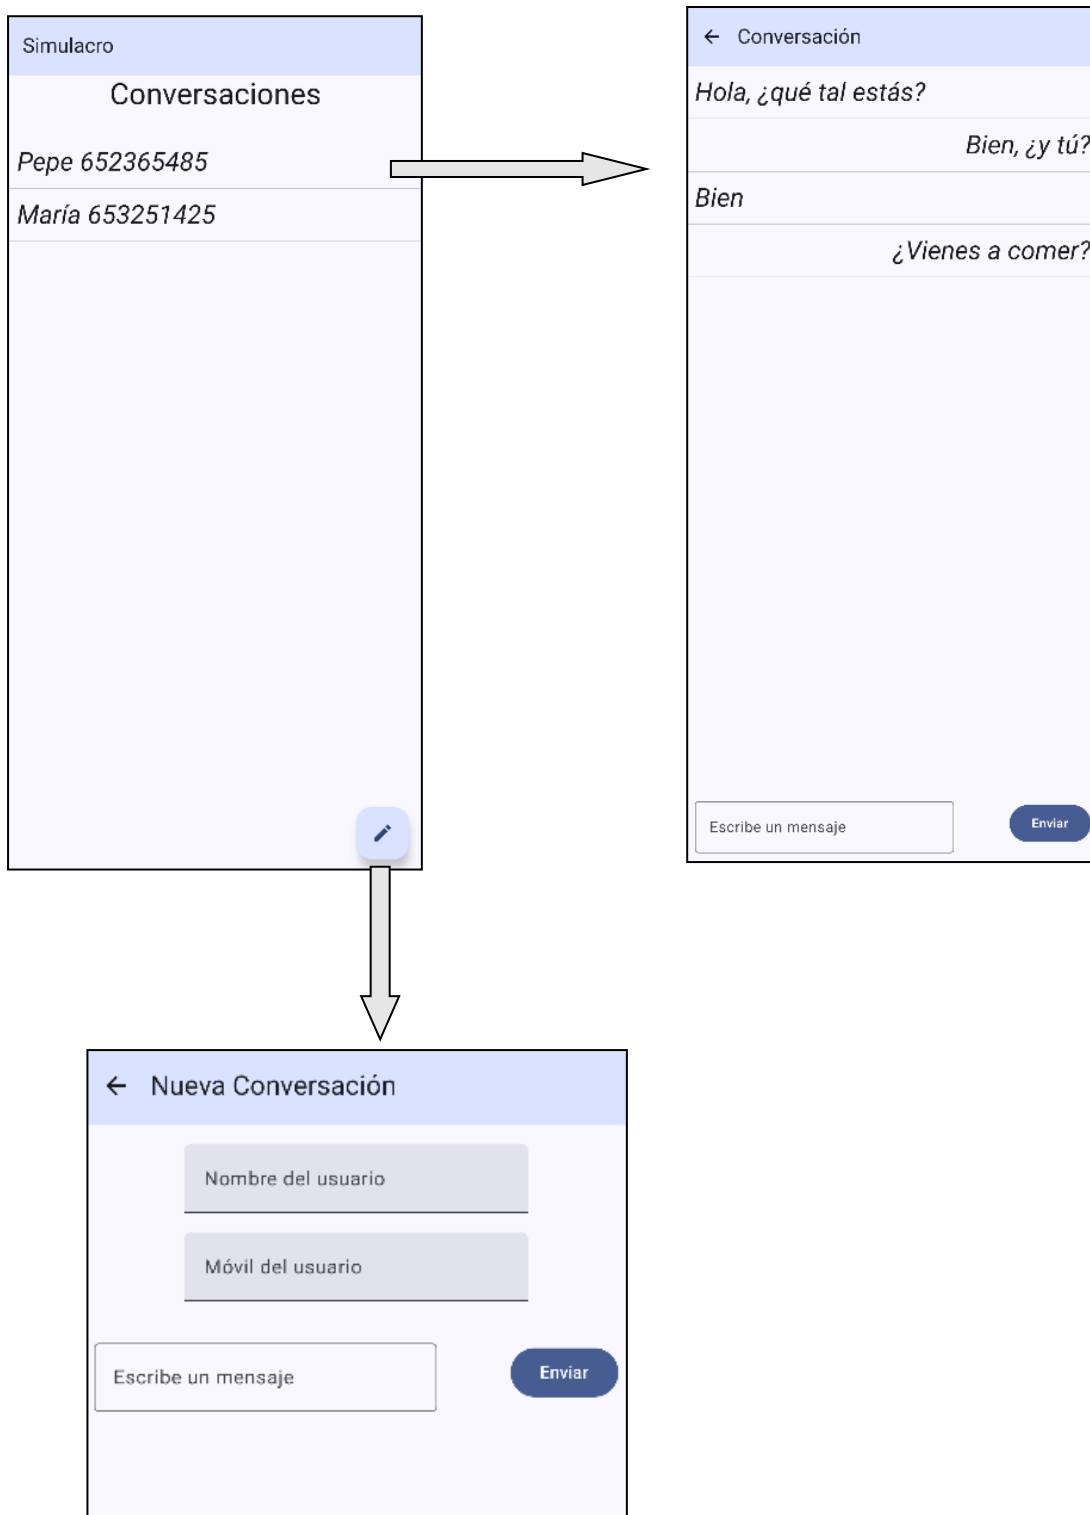 Simulacro
Conversaciones
Pepe 652365485
María 653251425
Conversación
Hola, ¿qué tal estás?
Bien, ¿y tú?
Bien
¿Vienes a comer?
Escribe un mensaje
Enviar
Nueva Conversación
Nombre del usuario
Móvil del usuario
Escribe un mensaje
Enviar